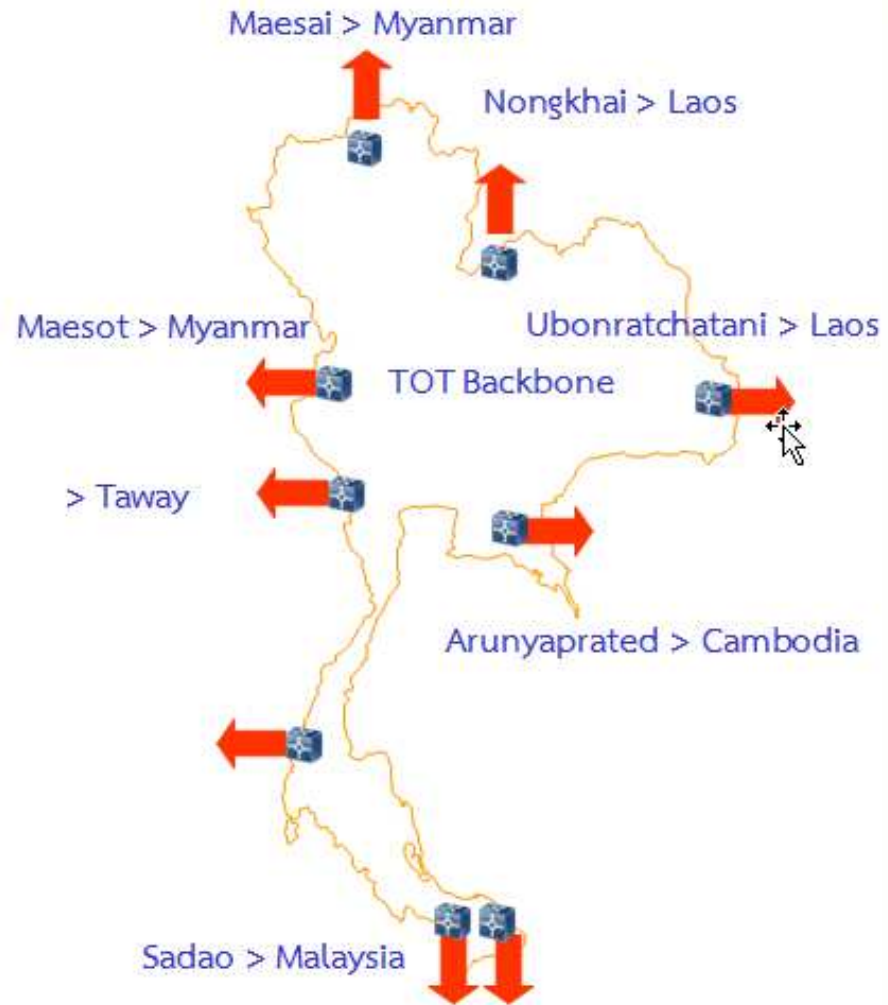 Maesai > Myanmar
Nongkhai > Laos
Maesot > Myanmar
Ubonratchatani > Laos
TOT Backbone
> Taway
Arunyaprated > Cambodia
Sadao > Malaysia